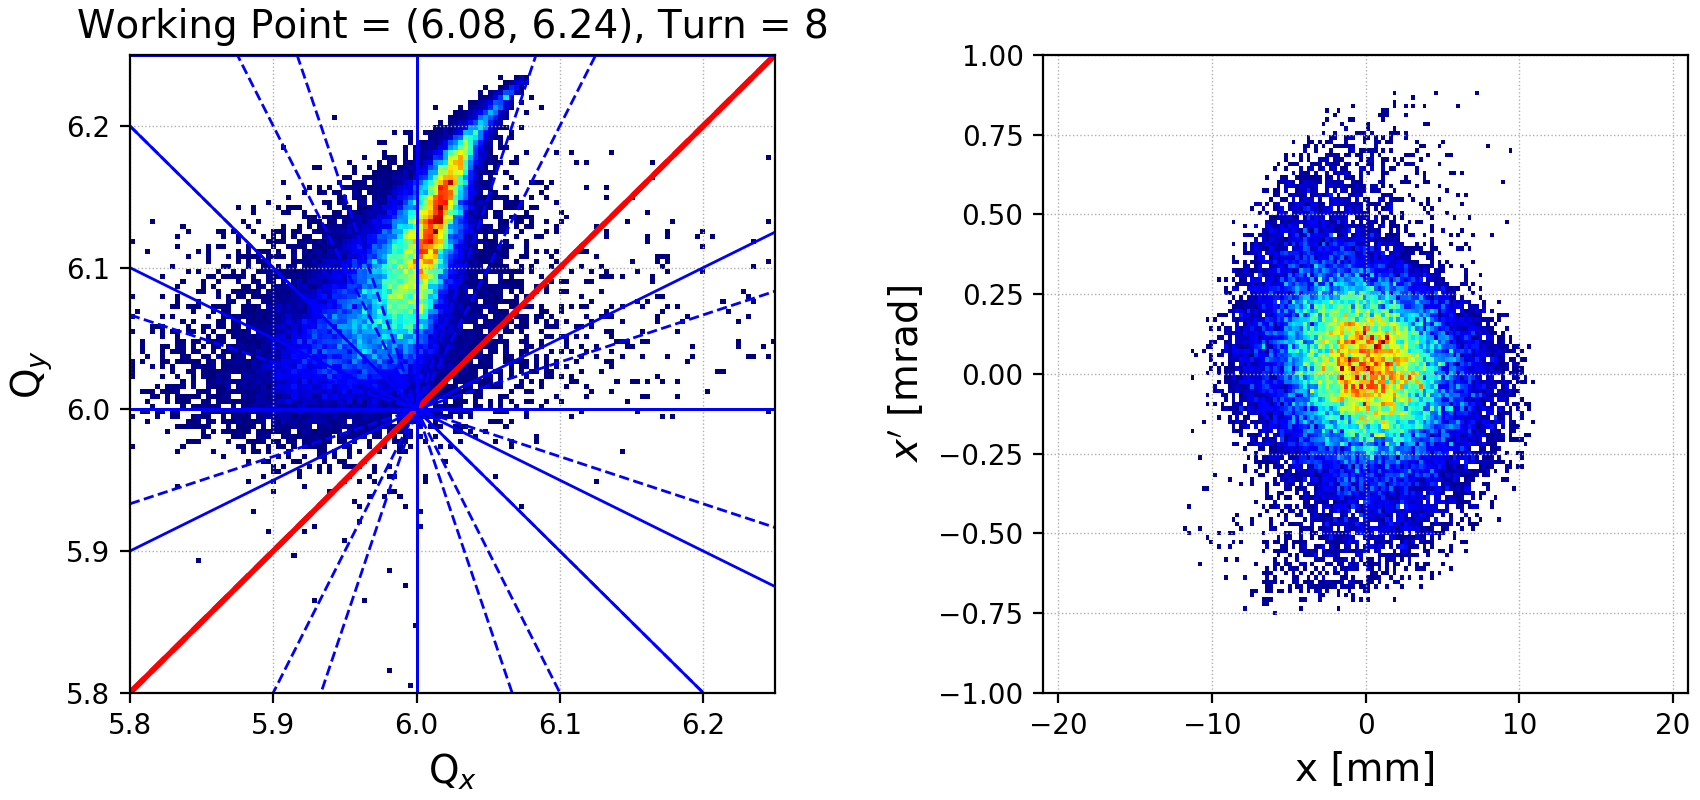 Working Point = (6.08, 6.24), Turn = 8
Qy
6.2
6.1
6.0
5.9
5.8
5.8 5.9 6.0 6.1 6.2
Qx
x′ [mrad]
1.00
0.75
0.50
0.25
0.00
−0.25
−0.50
−0.75
−1.00
−20 −10 0 10 20
x [mm]